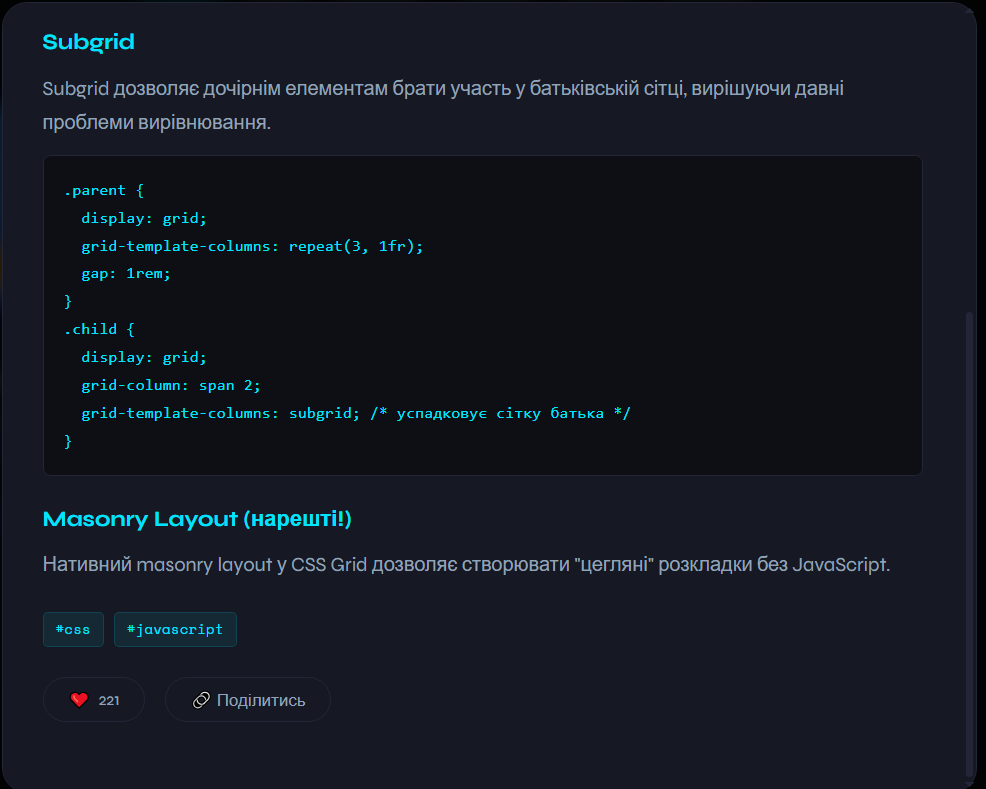 Subgrid
Subgrid дозволяє дочірнім елементам брати участь у батьківській сітці, вирішуючи давні
проблеми вирівнювання.
.parent {
  display: grid;
  grid-template-columns: repeat(3, 1fr);
  gap: 1rem;
}
.child {
  display: grid;
  grid-column: span 2;
  grid-template-columns: subgrid; /* успадковує сітку батька */
}
Masonry Layout (нарешті!)
Нативний masonry layout у CSS Grid дозволяє створювати "цегляні" розкладки без JavaScript.
#css #javascript
221 Поділитись